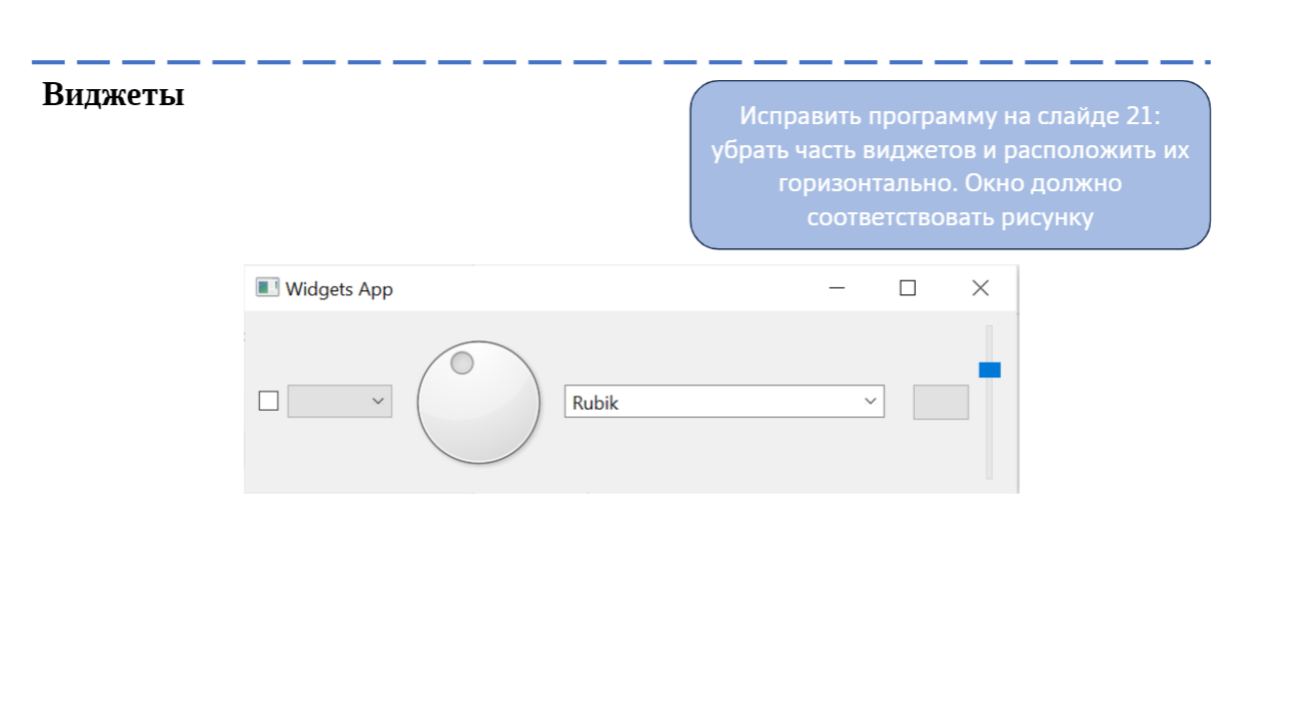 Виджеты
Исправить программу на слайде 21:
убрать часть виджетов и расположить их
горизонтально. Окно должно
соответствовать рисунку
Widgets App
Rubik